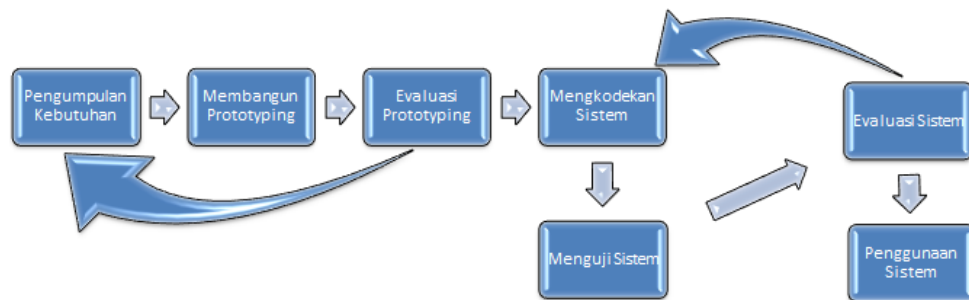 Pengumpulan
Kebutuhan
Membangun
Prototyping
Evaluasi
Prototyping
Mengkodekan
Sistem
Evaluasi Sistem
Menguji Sistem
Penggunaan
Sistem